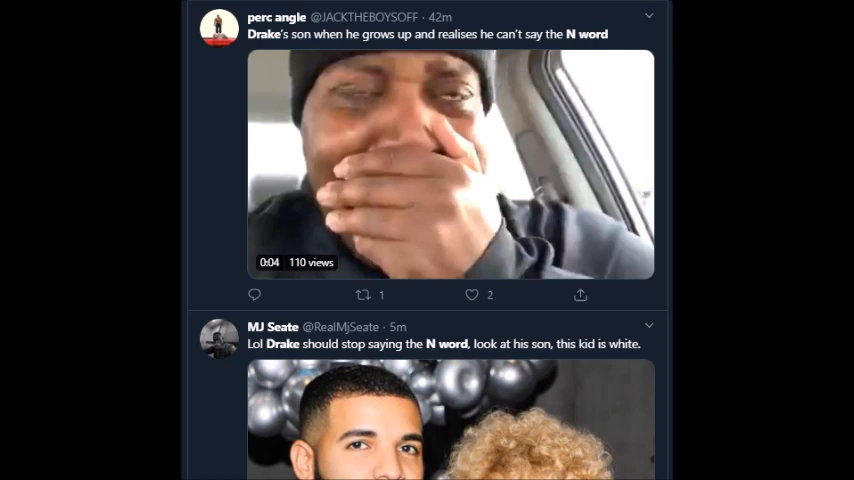 perc angle @JACKTHEBOYSOFF · 42m
Drake's son when he grows up and realises he can't say the N word
0:04 110 views
1 2
MJ Seate @RealMjSeate · 5m
Lol Drake should stop saying the N word, look at his son, this kid is white.